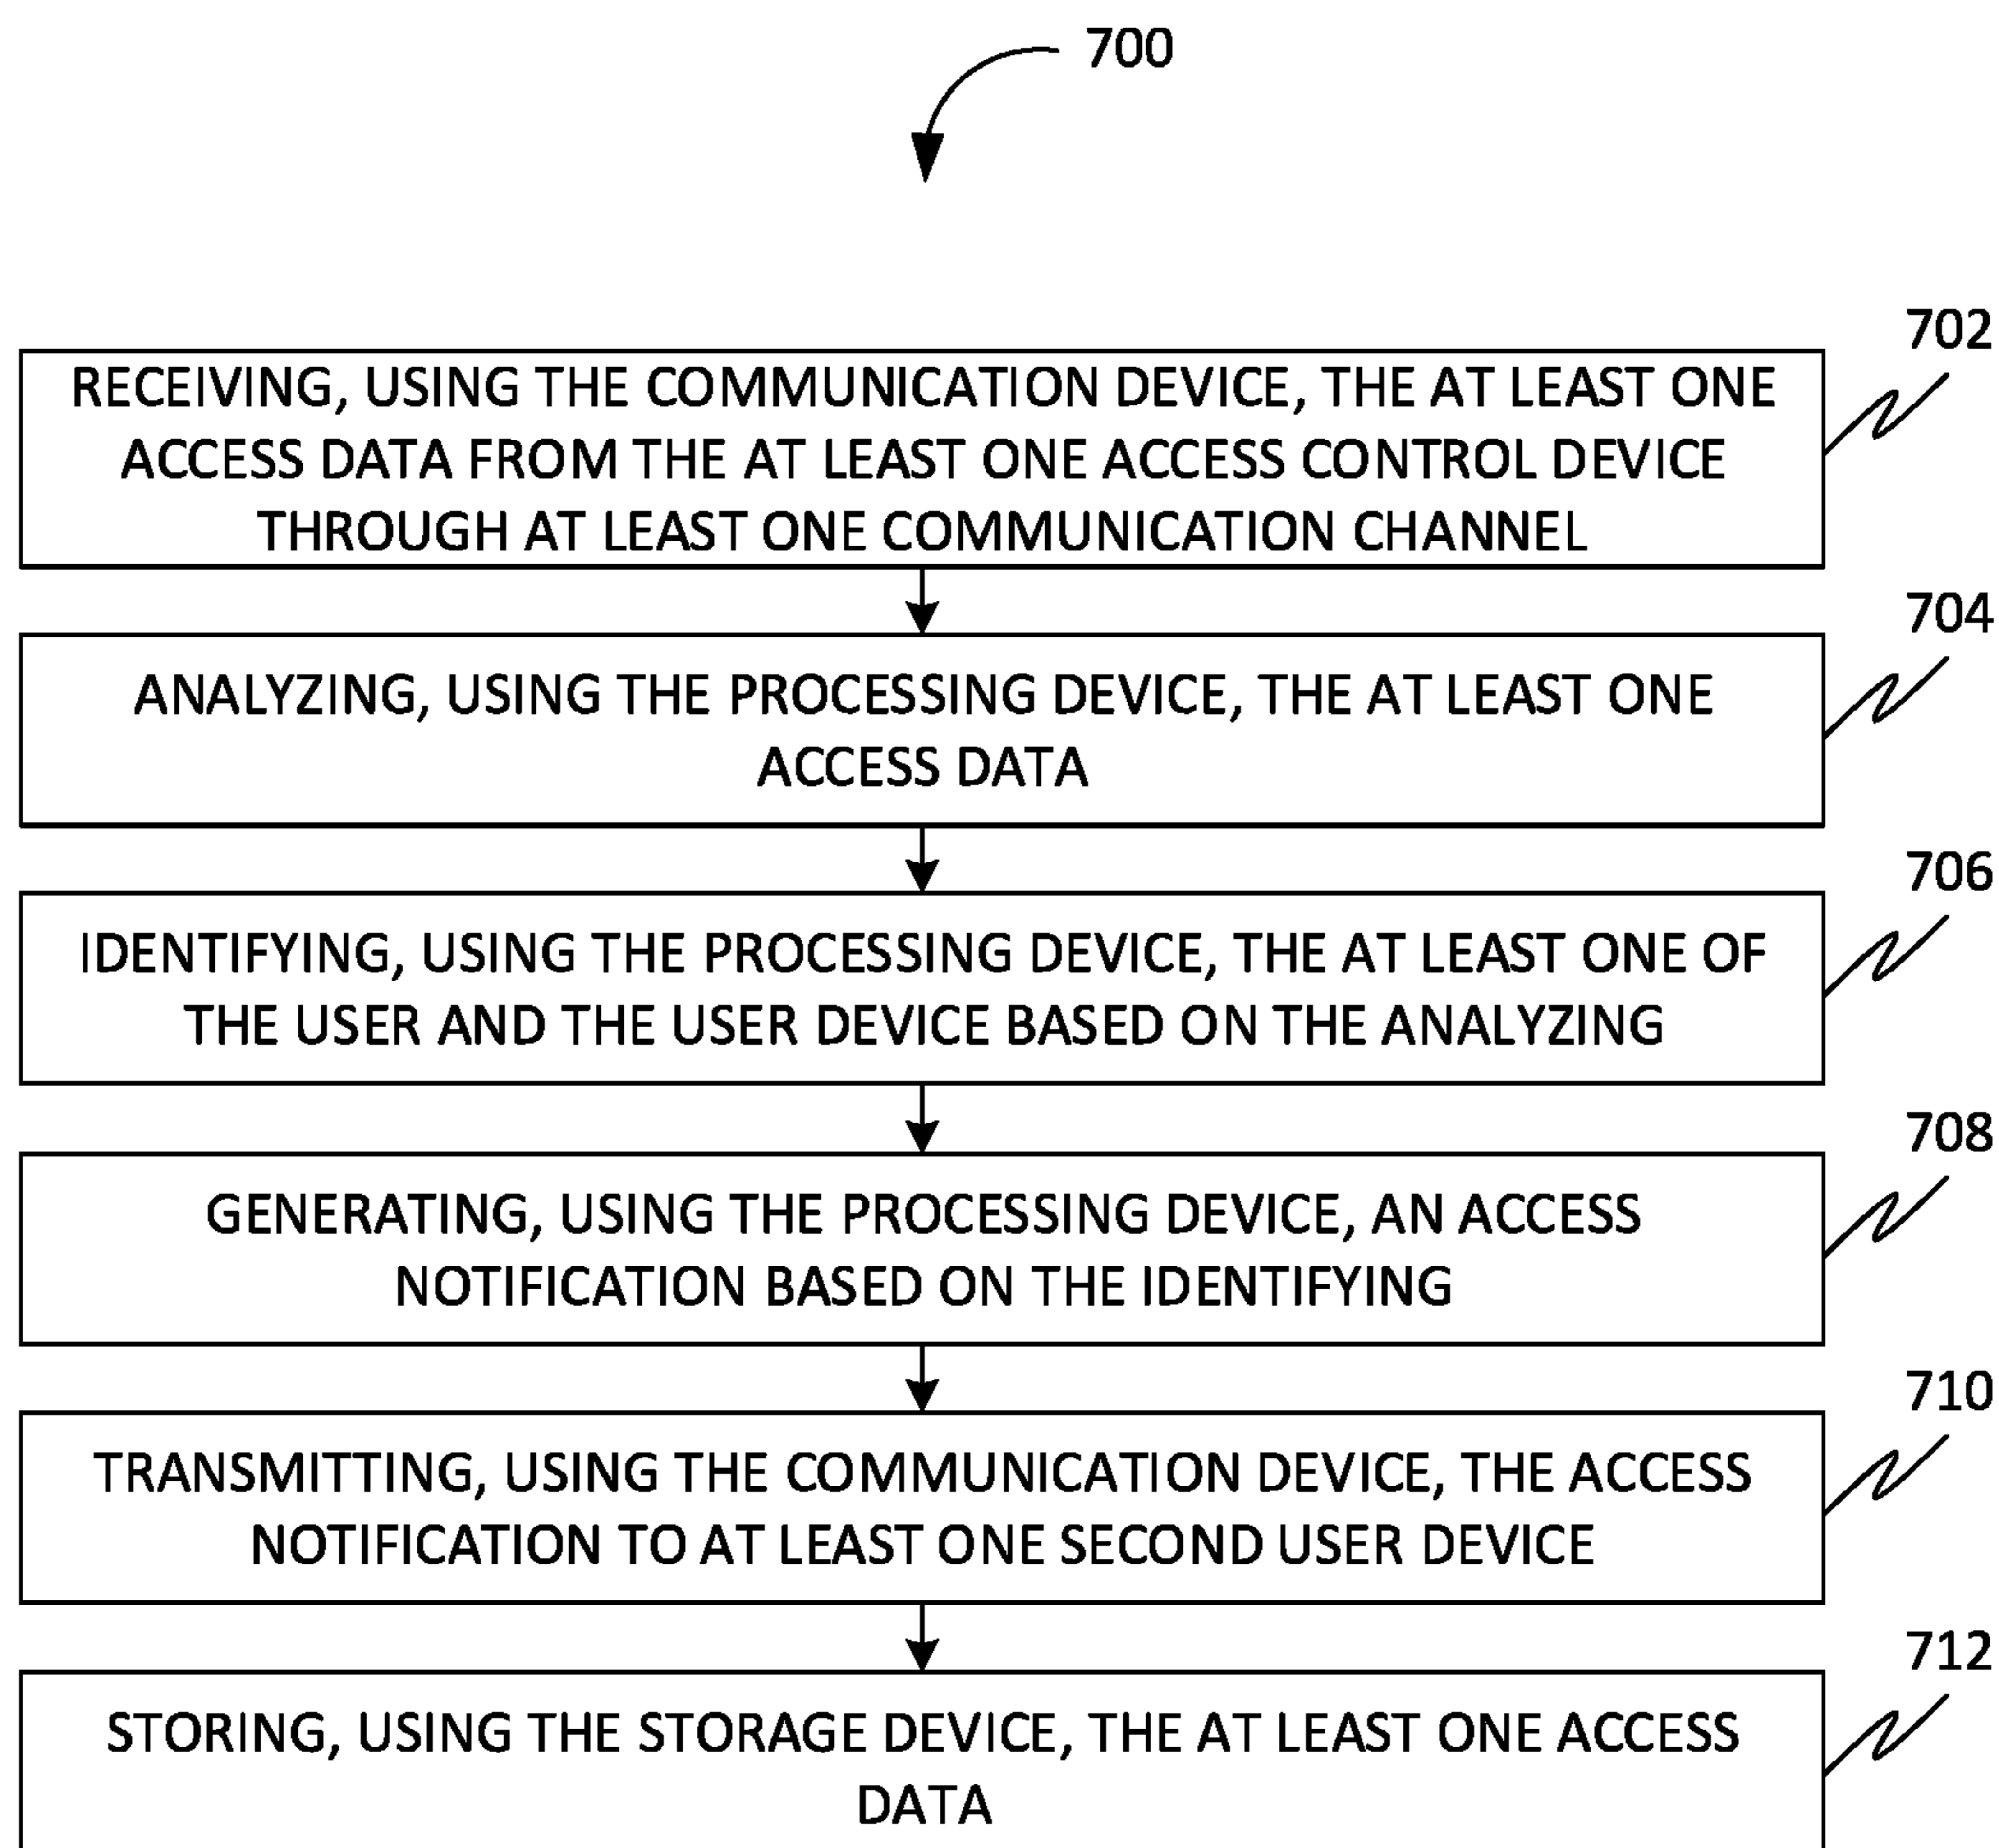 700
702
RECEIVING, USING THE COMMUNICATION DEVICE, THE AT LEAST ONE
ACCESS DATA FROM THE AT LEAST ONE ACCESS CONTROL DEVICE
THROUGH AT LEAST ONE COMMUNICATION CHANNEL
704
ANALYZING, USING THE PROCESSING DEVICE, THE AT LEAST ONE
ACCESS DATA
706
IDENTIFYING, USING THE PROCESSING DEVICE, THE AT LEAST ONE OF
THE USER AND THE USER DEVICE BASED ON THE ANALYZING
708
GENERATING, USING THE PROCESSING DEVICE, AN ACCESS
NOTIFICATION BASED ON THE IDENTIFYING
710
TRANSMITTING, USING THE COMMUNICATION DEVICE, THE ACCESS
NOTIFICATION TO AT LEAST ONE SECOND USER DEVICE
712
STORING, USING THE STORAGE DEVICE, THE AT LEAST ONE ACCESS
DATA